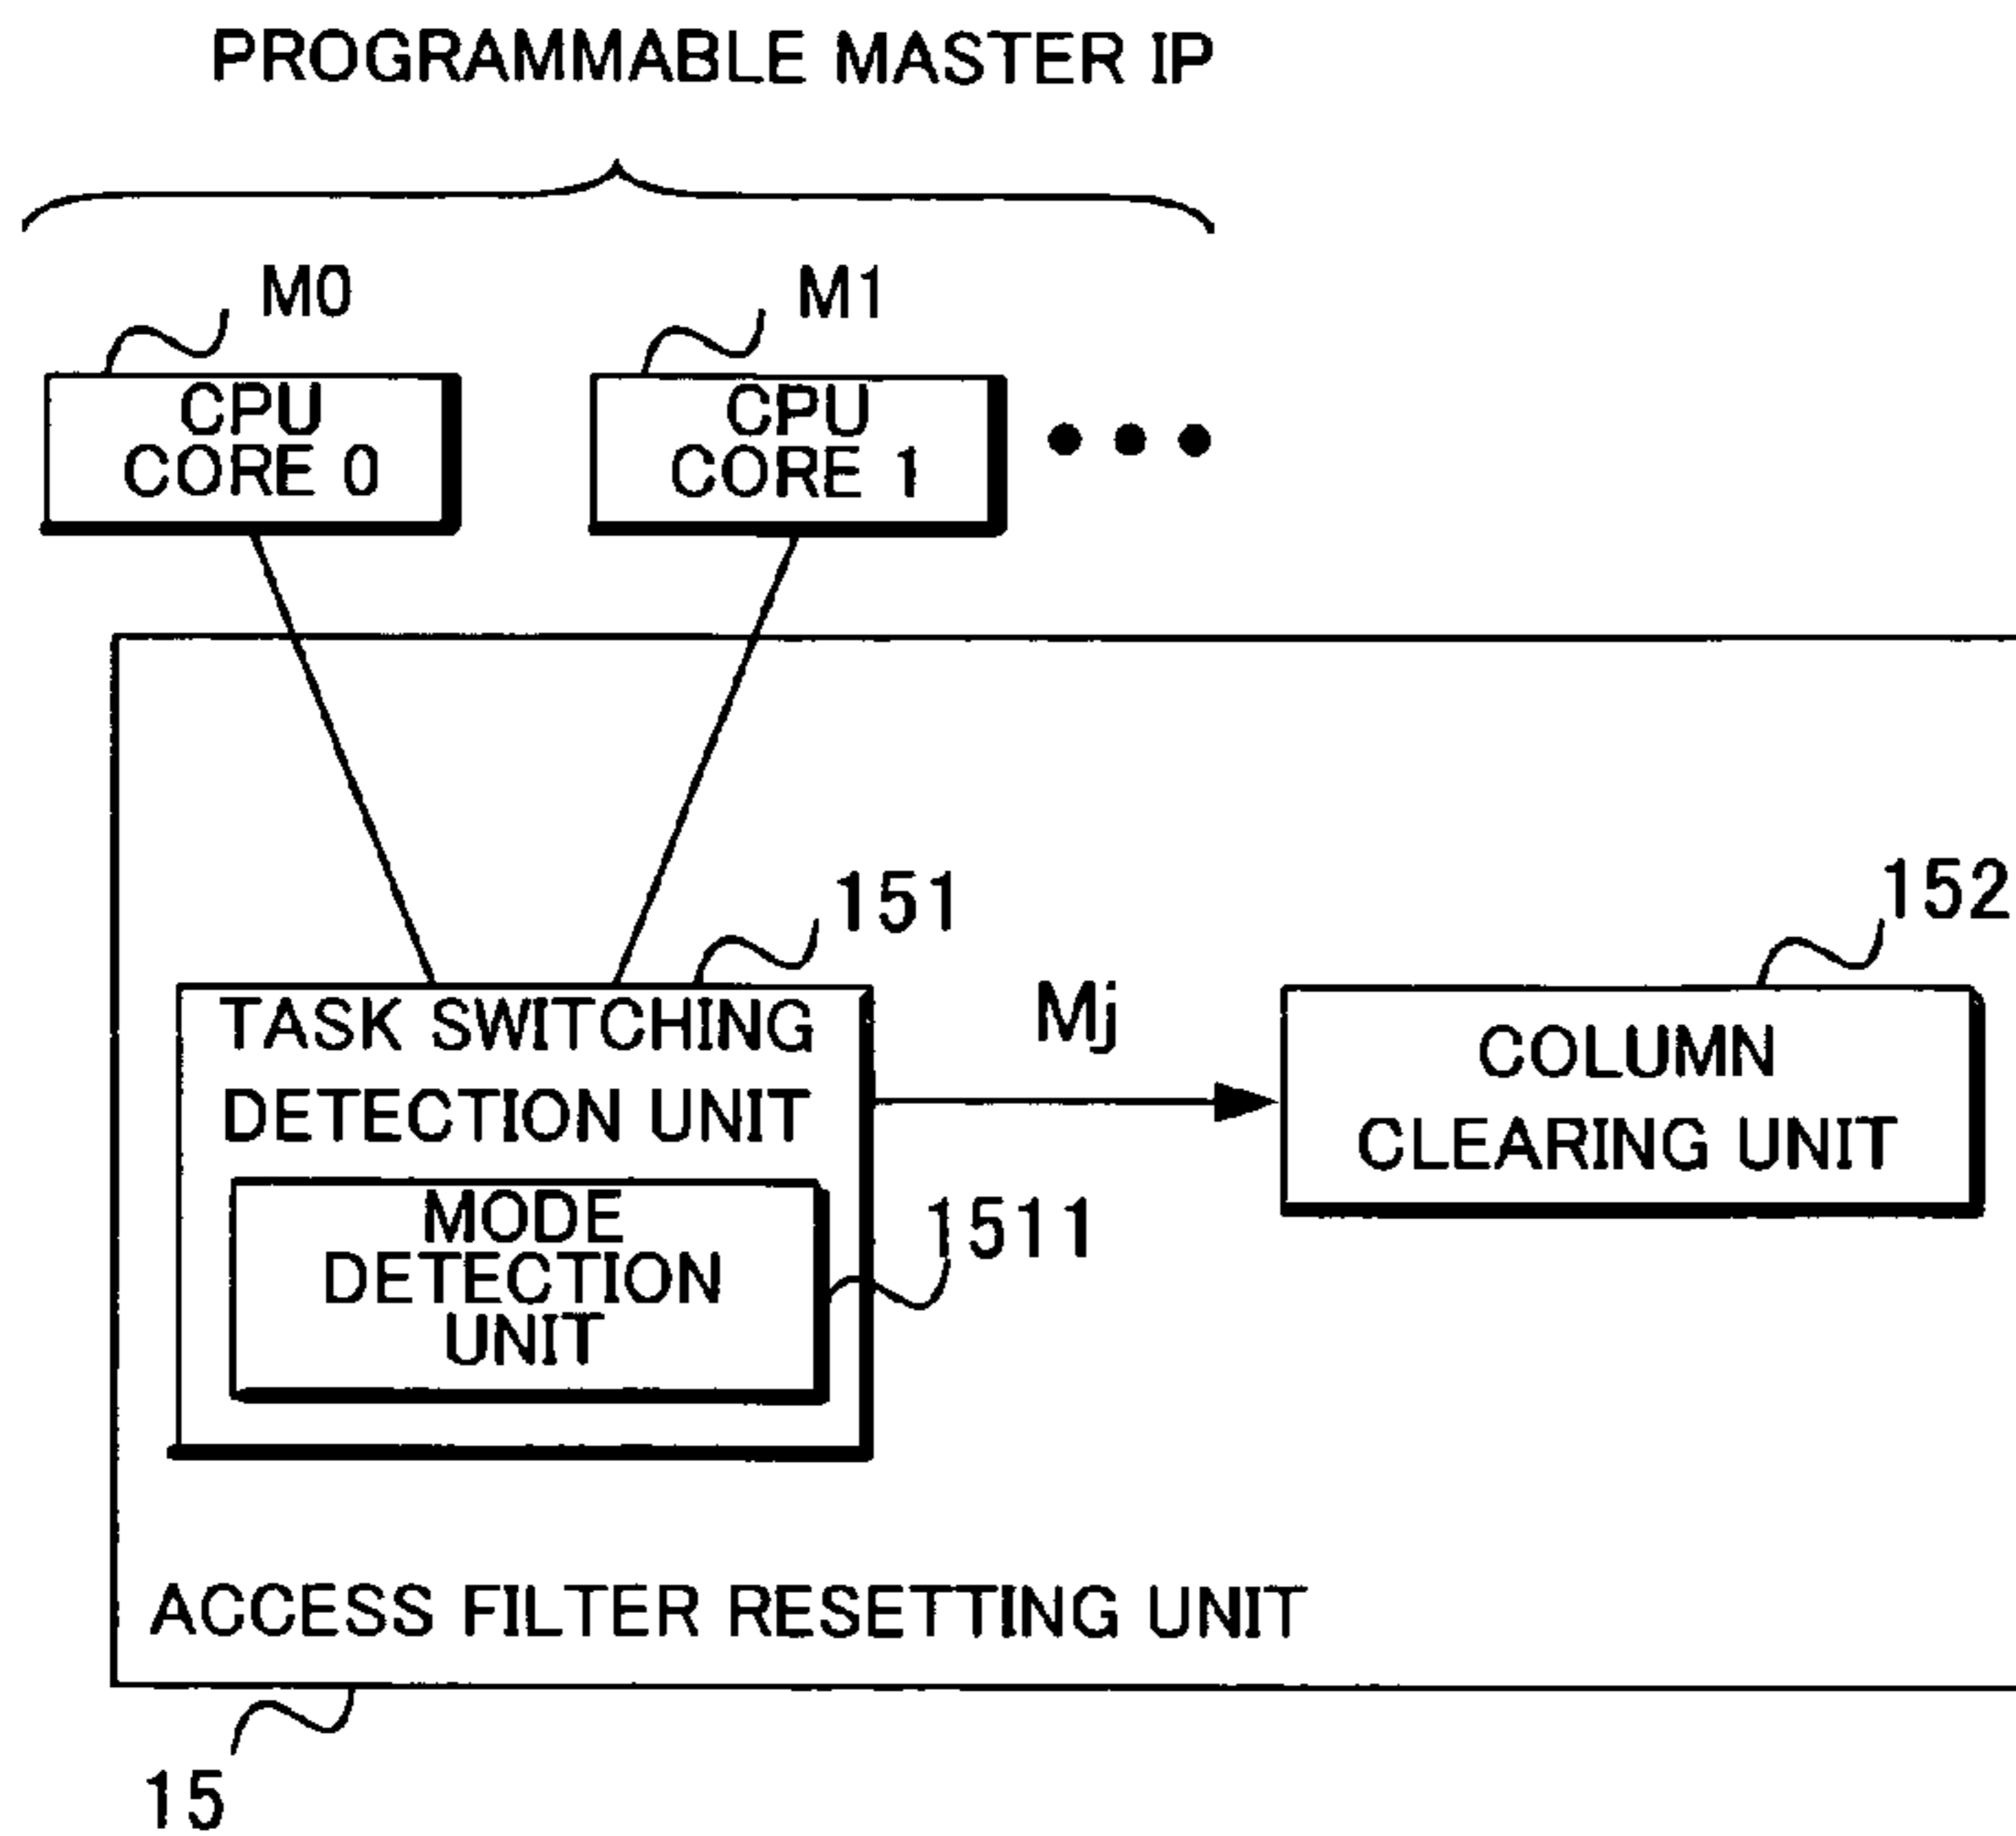 PROGRAMMABLE MASTER IP
M0
M1
CPU
CORE 0
CPU
CORE 1
151
152
TASK SWITCHING
DETECTION UNIT
Mj
COLUMN
CLEARING UNIT
MODE
DETECTION
UNIT
1511
ACCESS FILTER RESETTING UNIT
15